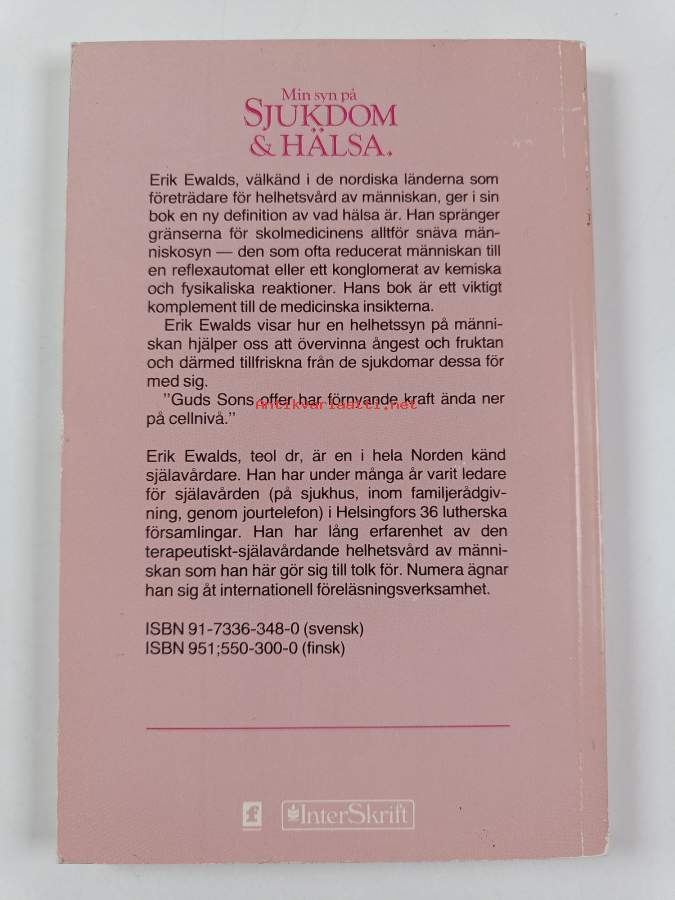 Min syn på
SJUKDOM
& HÄLSA.
Erik Ewalds, välkänd i de nordiska länderna som
företrädare för helhetsvård av människan, ger i sin
bok en ny definition av vad hälsa är. Han spränger
gränserna för skolmedicinens alltför snäva män-
niskosyn — den som ofta reducerat människan till
en reflexautomat eller ett konglomerat av kemiska
och fysikaliska reaktioner. Hans bok är ett viktigt
komplement till de medicinska insikterna.
Erik Ewalds visar hur en helhetssyn på männi-
skan hjälper oss att övervinna ångest och fruktan
och därmed tillfriskna från de sjukdomar dessa för
med sig.
”Guds Sons offer har förnyande kraft ända ner
på cellnivå.”
Antikvariaatti.net
Erik Ewalds, teol dr, är en i hela Norden känd
själavårdare. Han har under många år varit ledare
för själavården (på sjukhus, inom familjerådgiv-
ning, genom jourtelefon) i Helsingfors 36 lutherska
församlingar. Han har lång erfarenhet av den
terapeutiskt-själavårdande helhetsvård av männi-
skan som han här gör sig till tolk för. Numera ägnar
han sig åt internationell föreläsningsverksamhet.
ISBN 91-7336-348-0 (svensk)
ISBN 951;550-300-0 (finsk)
f InterSkrift